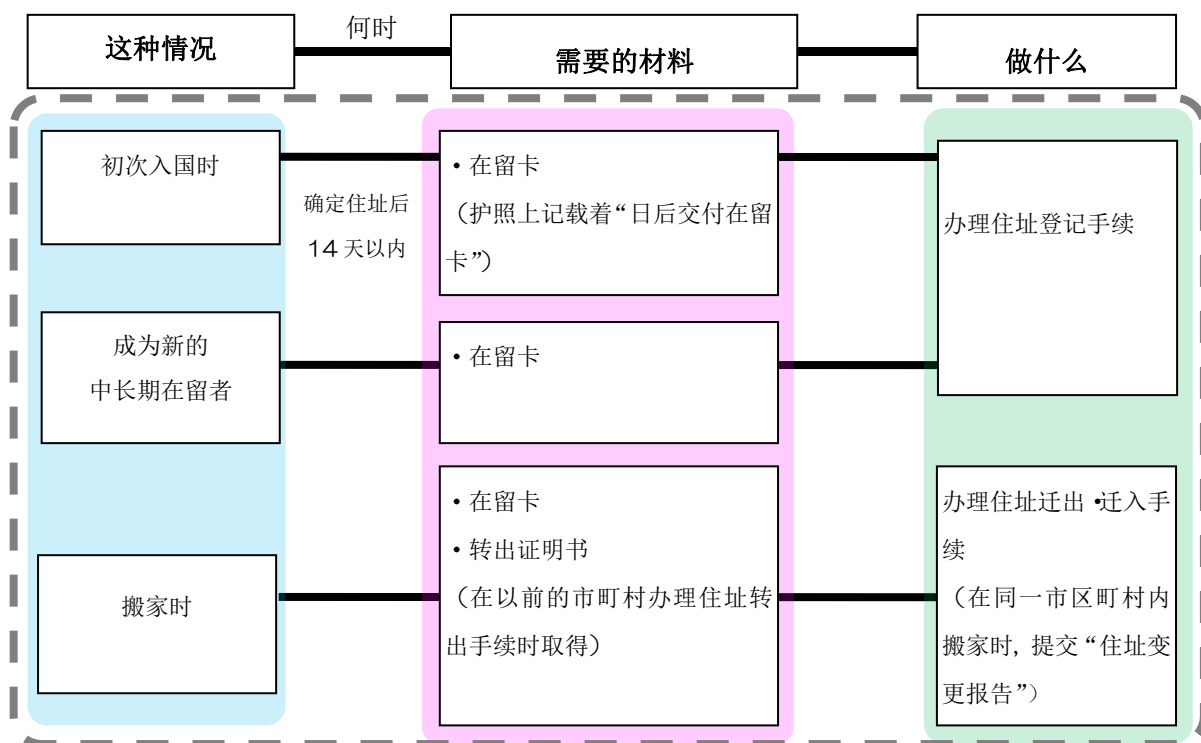 这种情况
何时
需要的材料
做什么
初次入国时
确定住址后
14 天以内
・在留卡
（护照上记载着“日后交付在留
卡”）
办理住址登记手续
成为新的
中长期在留者
・在留卡
搬家时
・在留卡
・转出证明书
（在以前的市町村办理住址转
出手续时取得）
办理住址迁出・迁入手
续
（在同一市区町村内
搬家时, 提交“住址变
更报告”）